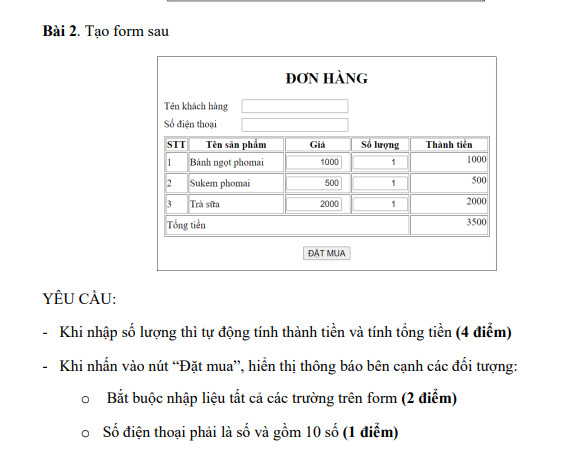 Bài 2. Tạo form sau
ĐƠN HÀNG
Tên khách hàng
Số điện thoại
STT Tên sản phẩm Giá Số lượng Thành tiền
1 Bánh ngọt phomai 1000 1 1000
2 Sukem phomai 500 1 500
3 Trà sữa 2000 1 2000
Tổng tiền 3500
ĐẶT MUA
YÊU CẦU:
- Khi nhập số lượng thì tự động tính thành tiền và tính tổng tiền (4 điểm)
- Khi nhấn vào nút “Đặt mua”, hiển thị thông báo bên cạnh các đối tượng:
o Bắt buộc nhập liệu tất cả các trường trên form (2 điểm)
o Số điện thoại phải là số và gồm 10 số (1 điểm)